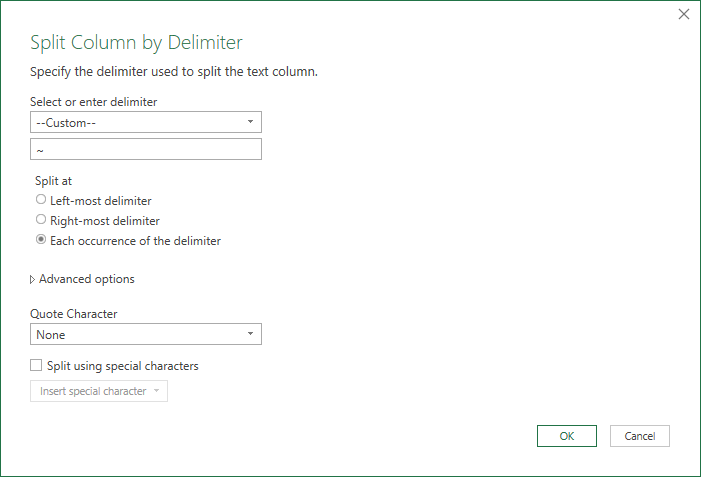 Split Column by Delimiter
Specify the delimiter used to split the text column.
Select or enter delimiter
--Custom--
~
Split at
Left-most delimiter
Right-most delimiter
Each occurrence of the delimiter
Advanced options
Quote Character
None
Split using special characters
Insert special character
OK Cancel